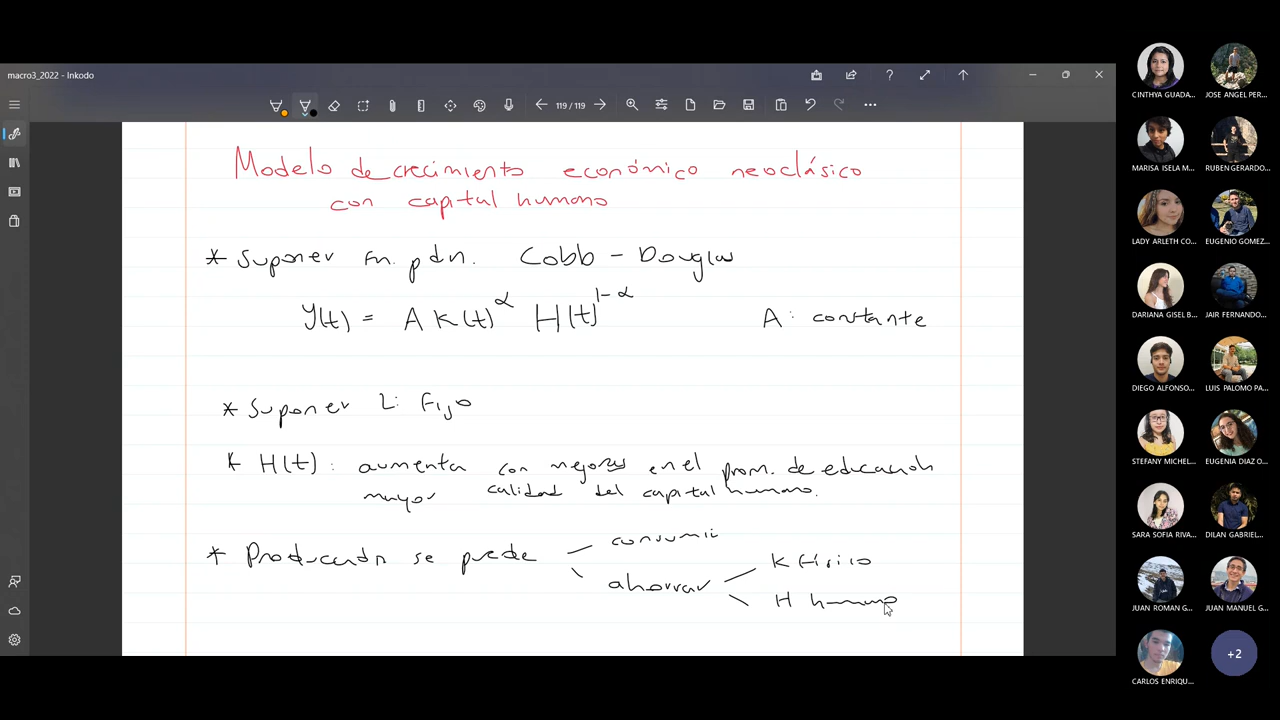 macro3_2022 - Inkodo
119 / 119
Modelo de crecimiento económico neoclásico
con capital humano
* Suponer fn. pdn. Cobb - Douglas
Y(t) = A K(t)^α H(t)^1-α A: constante
* Suponer L: Fijo
* H(t): aumenta con mejoras en el prom. de educación
mayor calidad del capital humano.
* Producción se puede
consumir
ahorrar
K físico
H humano
CINTHYA GUADA...
JOSE ANGEL PER...
MARISA ISELA M...
RUBEN GERARDO...
LADY ARLETH CO...
EUGENIO GOMEZ...
DARIANA GISEL B...
JAIR FERNANDO...
DIEGO ALFONSO...
LUIS PALOMO PA...
STEFANY MICHEL...
EUGENIA DIAZ O...
SARA SOFIA RIVA...
DILAN GABRIEL...
JUAN ROMAN G...
JUAN MANUEL G...
CARLOS ENRIQU...
+2